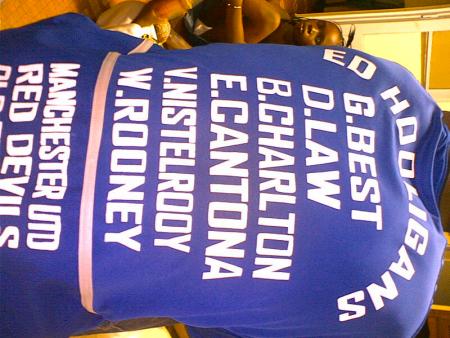 ED HOOLIGANS
G.BEST
D.LAW
B.CHARLTON
E.CANTONA
V.NISTELROOY
W.ROONEY
MANCHESTER UTD
RED DEVILS